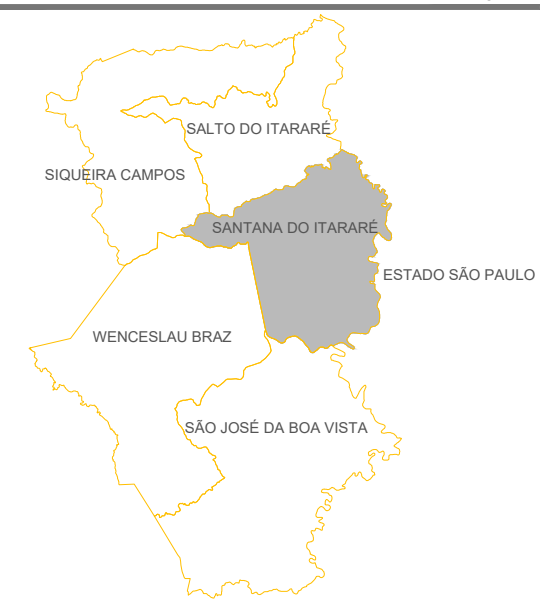 SALTO DO ITARARÉ
SIQUEIRA CAMPOS
SANTANA DO ITARARÉ
ESTADO SÃO PAULO
WENCESLAU BRAZ
SÃO JOSÉ DA BOA VISTA